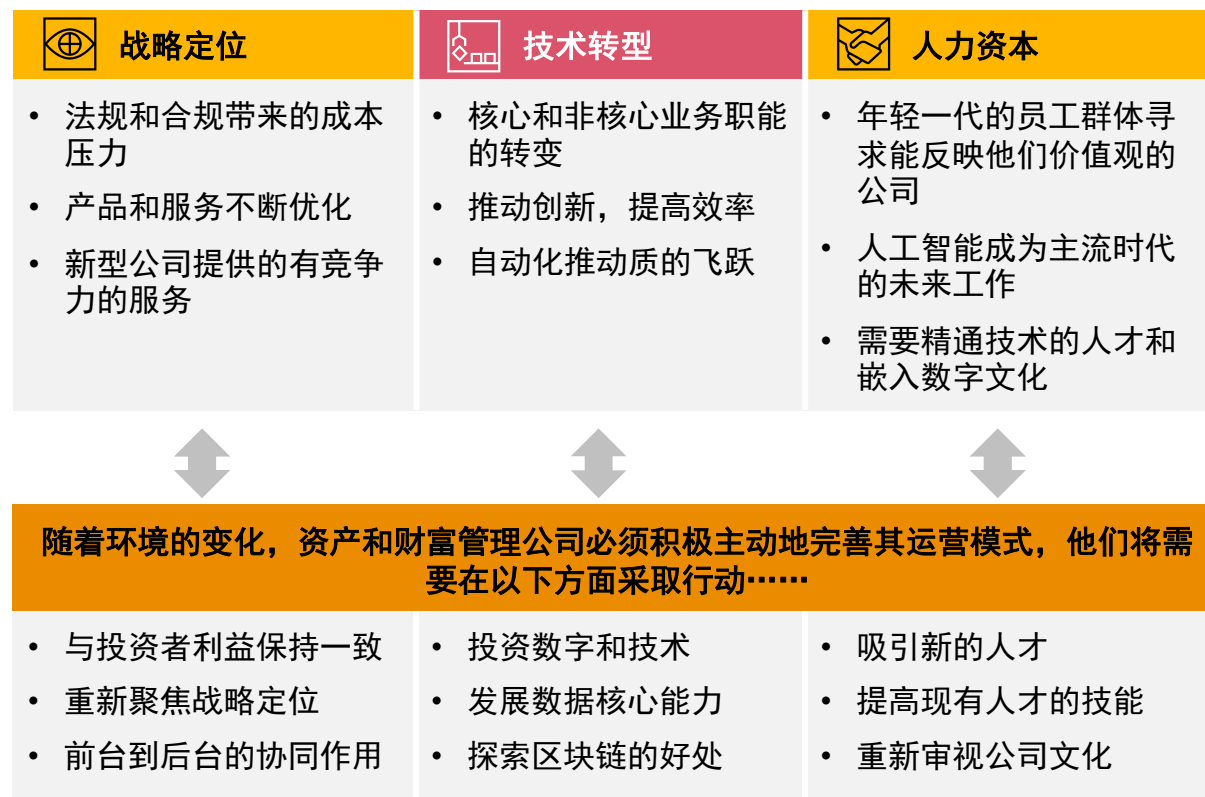 战略定位
• 法规和合规带来的成本
压力
• 产品和服务不断优化
• 新型公司提供的有竞争
力的服务
技术转型
• 核心和非核心业务职能
的转变
• 推动创新，提高效率
• 自动化推动质的飞跃
人力资本
• 年轻一代的员工群体寻
求能反映他们价值观的
公司
• 人工智能成为主流时代
的未来工作
• 需要精通技术的人才和
嵌入数字文化
随着环境的变化，资产和财富管理公司必须积极主动地完善其运营模式，他们将需
要在以下方面采取行动……
• 与投资者利益保持一致
• 重新聚焦战略定位
• 前台到后台的协同作用
• 投资数字和技术
• 发展数据核心能力
• 探索区块链的好处
• 吸引新的人才
• 提高现有人才的技能
• 重新审视公司文化